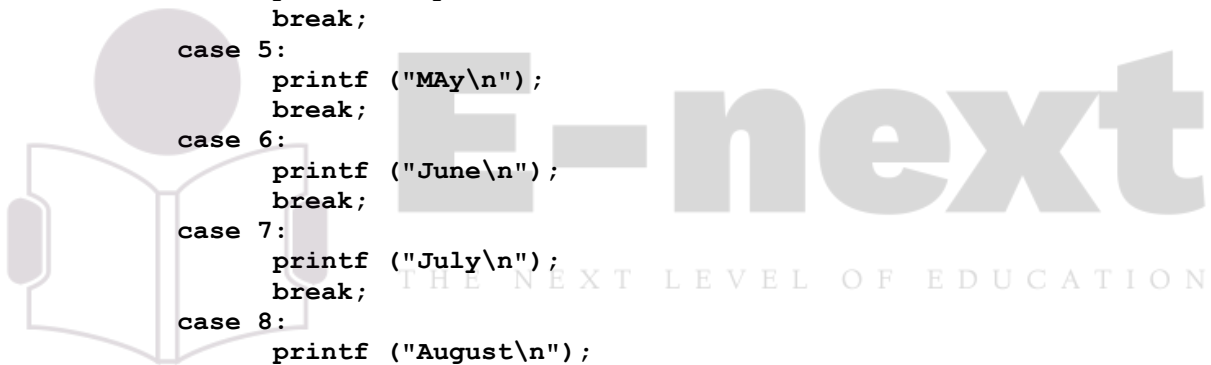 break;
case 5:
printf ("MAy\n");
break;
case 6:
printf ("June\n");
break;
case 7:
printf ("July\n");
break;
case 8:
printf ("August\n");
E-next
THE NEXT LEVEL OF EDUCATION